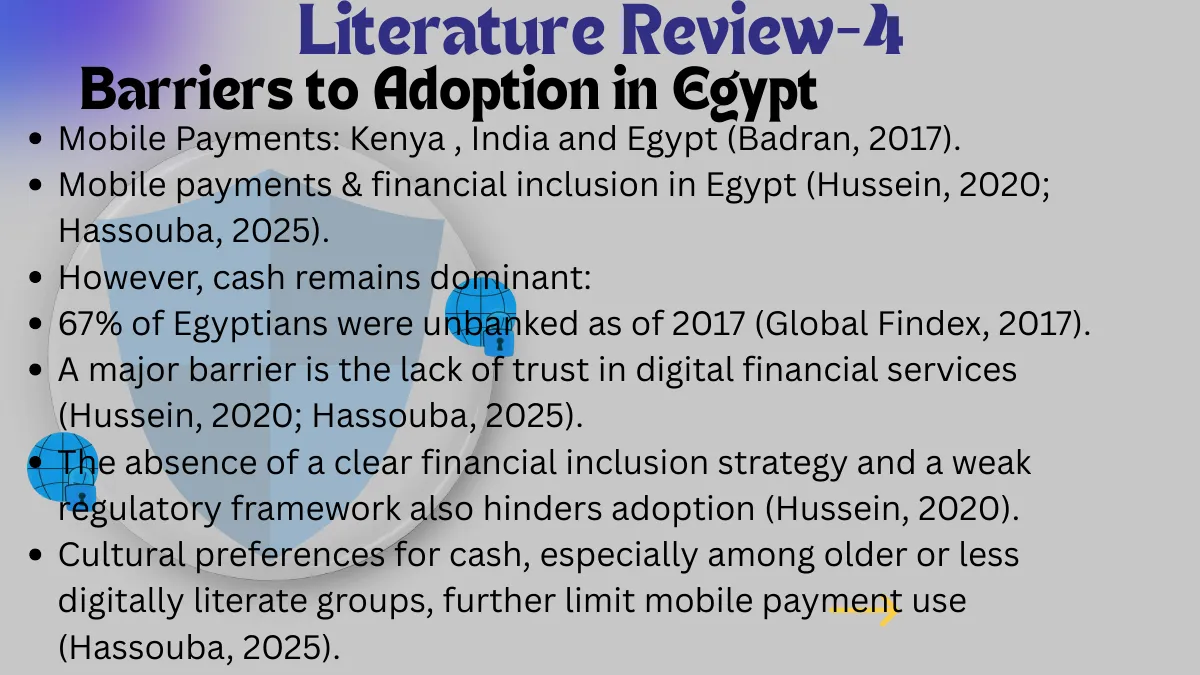 Literature Review-4
Barriers to Adoption in Egypt
• Mobile Payments: Kenya , India and Egypt (Badran, 2017).
• Mobile payments & financial inclusion in Egypt (Hussein, 2020;
Hassouba, 2025).
• However, cash remains dominant:
• 67% of Egyptians were unbanked as of 2017 (Global Findex, 2017).
• A major barrier is the lack of trust in digital financial services
(Hussein, 2020; Hassouba, 2025).
• The absence of a clear financial inclusion strategy and a weak
regulatory framework also hinders adoption (Hussein, 2020).
• Cultural preferences for cash, especially among older or less
digitally literate groups, further limit mobile payment use
(Hassouba, 2025).